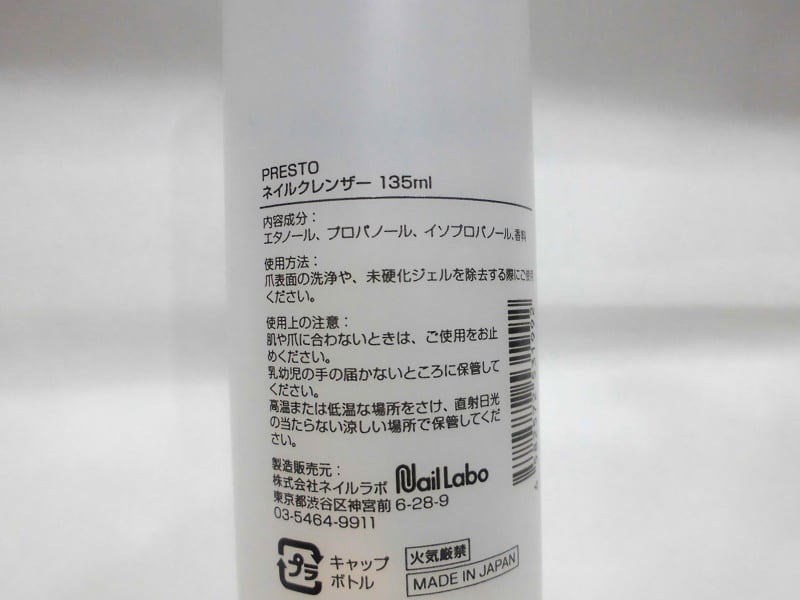 PRESTO
ネイルクレンザー 135ml
内容成分：
エタノール、プロパノール、イソプロパノール、香料
使用方法：
爪表面の洗浄や、未硬化ジェルを除去する際にご使用
ください。
使用上の注意：
肌や爪に合わないときは、ご使用をお止
めください。
乳幼児の手の届かないところに保管して
ください。
高温または低温な場所をさけ、直射日光
の当たらない涼しい場所で保管してくだ
さい。
製造販売元：
株式会社ネイルラボ Nail Labo
東京都渋谷区神宮前 6-28-9
03-5464-9911
プラ キャップ
ボトル
火気厳禁
MADE IN JAPAN